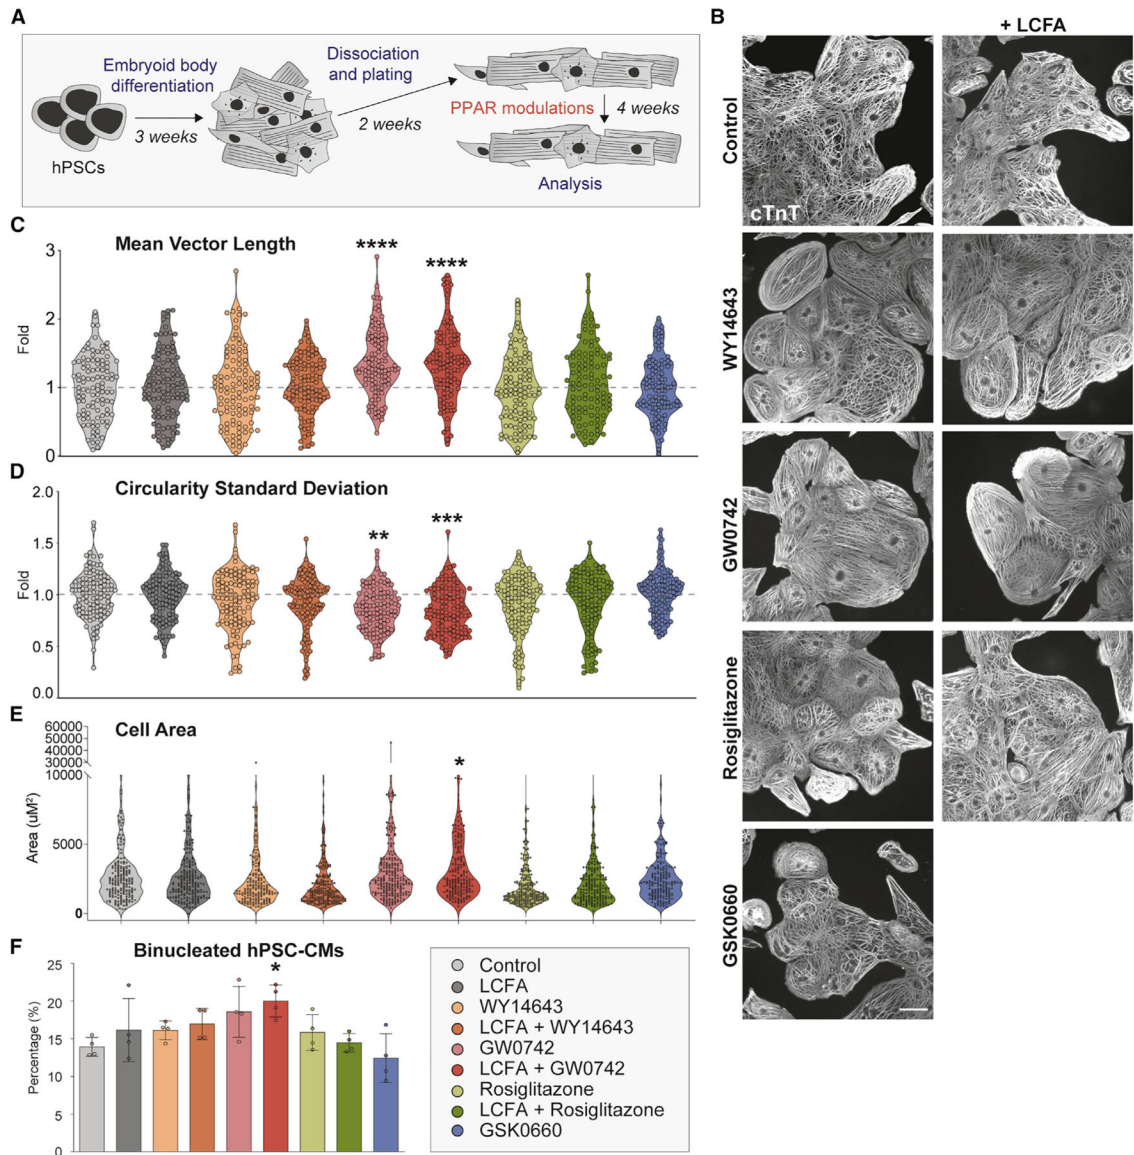 A
Embryoid body
differentiation
3 weeks
hPSCs
Dissociation
and plating
2 weeks
PPAR modulations
4 weeks
Analysis
B
+ LCFA
Control
cTnT
WY14643
GW0742
Rosiglitazone
GSK0660
C
Mean Vector Length
Fold
3
2
1
0
****
****
D
Circularity Standard Deviation
Fold
2.0
1.5
1.0
0.5
0.0
**
***
E
Cell Area
Area (uM²)
60000
50000
40000
30000
10000
5000
0
*
F
Binucleated hPSC-CMs
Percentage (%)
25
20
15
10
5
0
*
Control
LCFA
WY14643
LCFA + WY14643
GW0742
LCFA + GW0742
Rosiglitazone
LCFA + Rosiglitazone
GSK0660